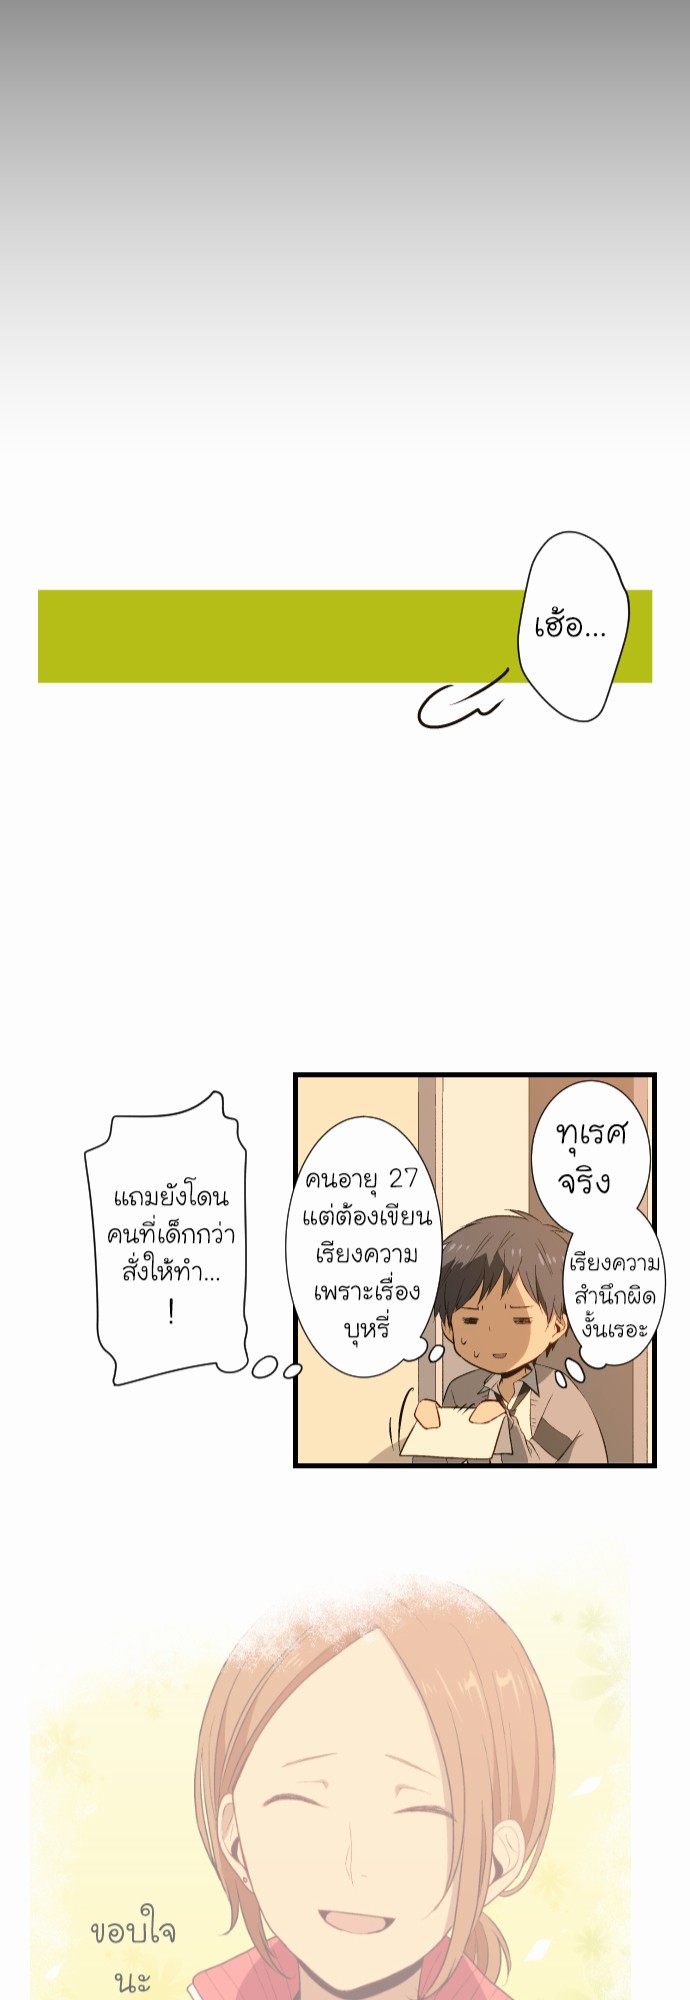 เฮ้อ...
ทุเรศ
จริง
เรียงความ
สำนึกผิด
งั้นเรอะ
คนอายุ 27
แต่ต้องเขียน
เรียงความ
เพราะเรื่อง
บุหรี่
แถมยังโดน
คนที่เด็กกว่า
สั่งให้ทำ...
!
ขอบใจ
นะ